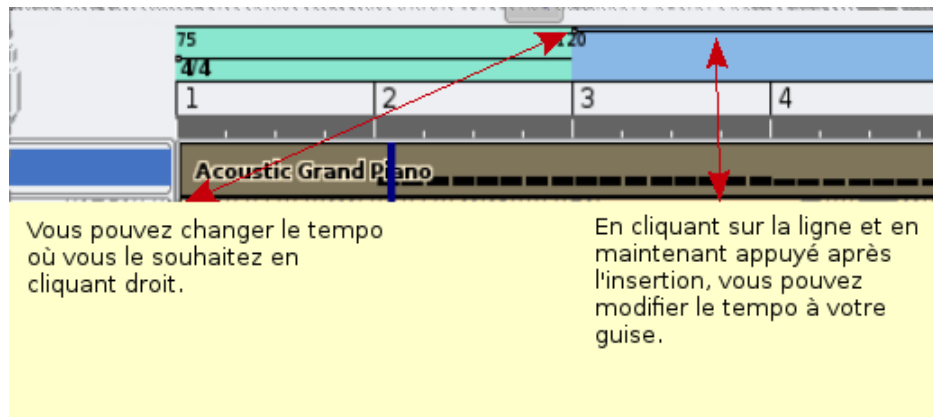 75 120
4/4
1 2 3 4
Acoustic Grand Piano
Vous pouvez changer le tempo
où vous le souhaitez en
cliquant droit.
En cliquant sur la ligne et en
maintenant appuyé après
l'insertion, vous pouvez
modifier le tempo à votre
guise.